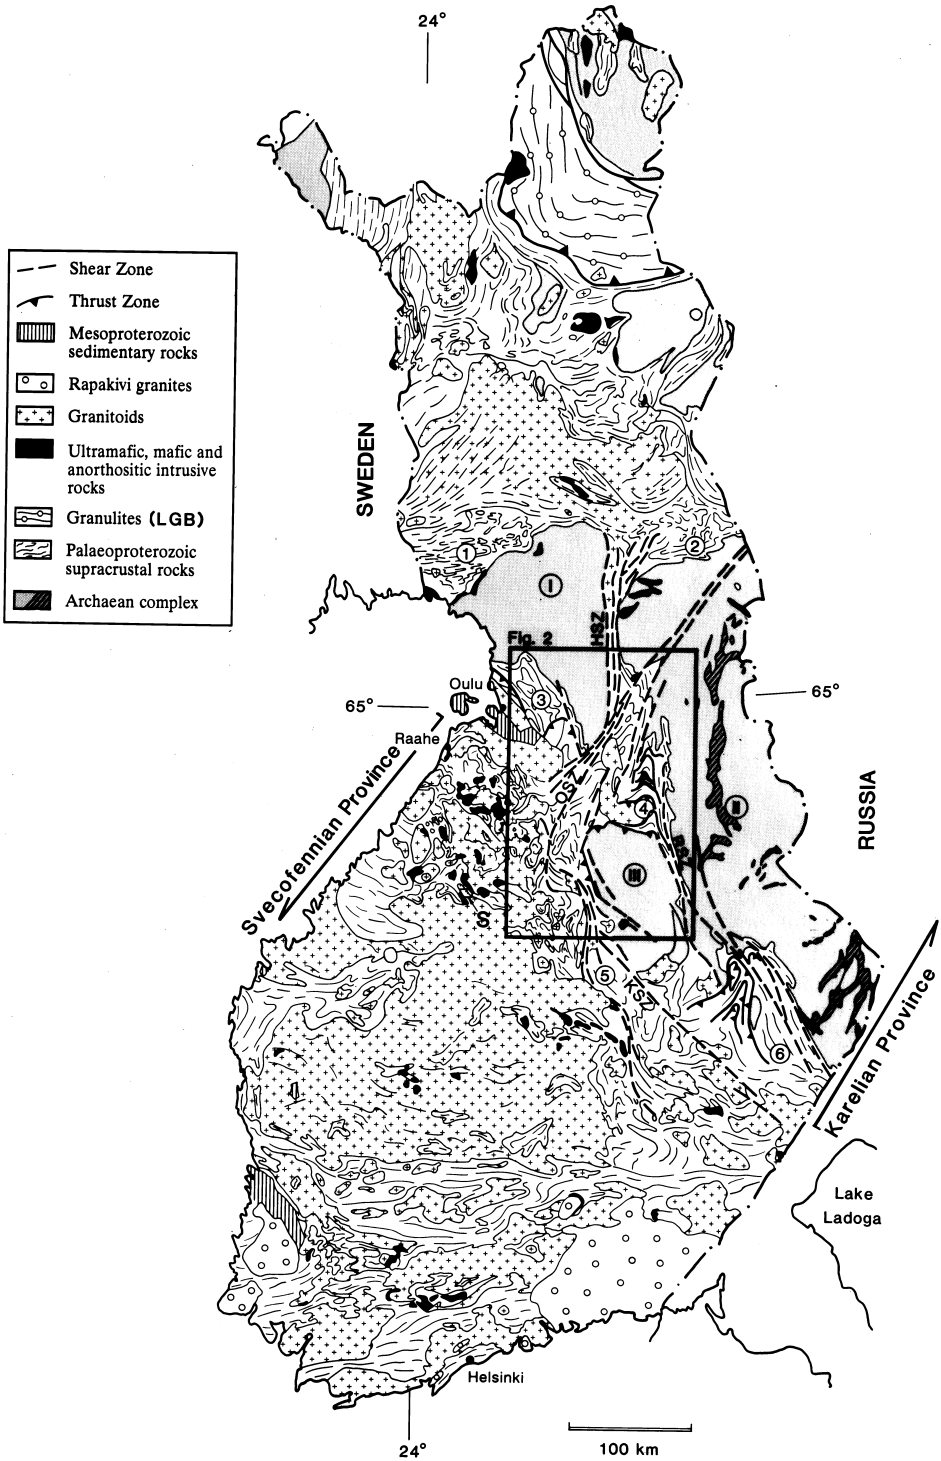 24°
Shear Zone
Thrust Zone
Mesoproterozoic
sedimentary rocks
Rapakivi granites
Granitoids
Ultramafic, mafic and
anorthositic intrusive
rocks
Granulites (LGB)
Palaeoproterozoic
supracrustal rocks
Archaean complex
SWEDEN
1
2
I
HSZ
Fig. 2
Oulu
3
65°
65°
Raahe
Svecofennian Province
OSZ
4
II
RUSSIA
III
S
5
KSZ
6
Karelian Province
Lake
Ladoga
Helsinki
24°
100 km